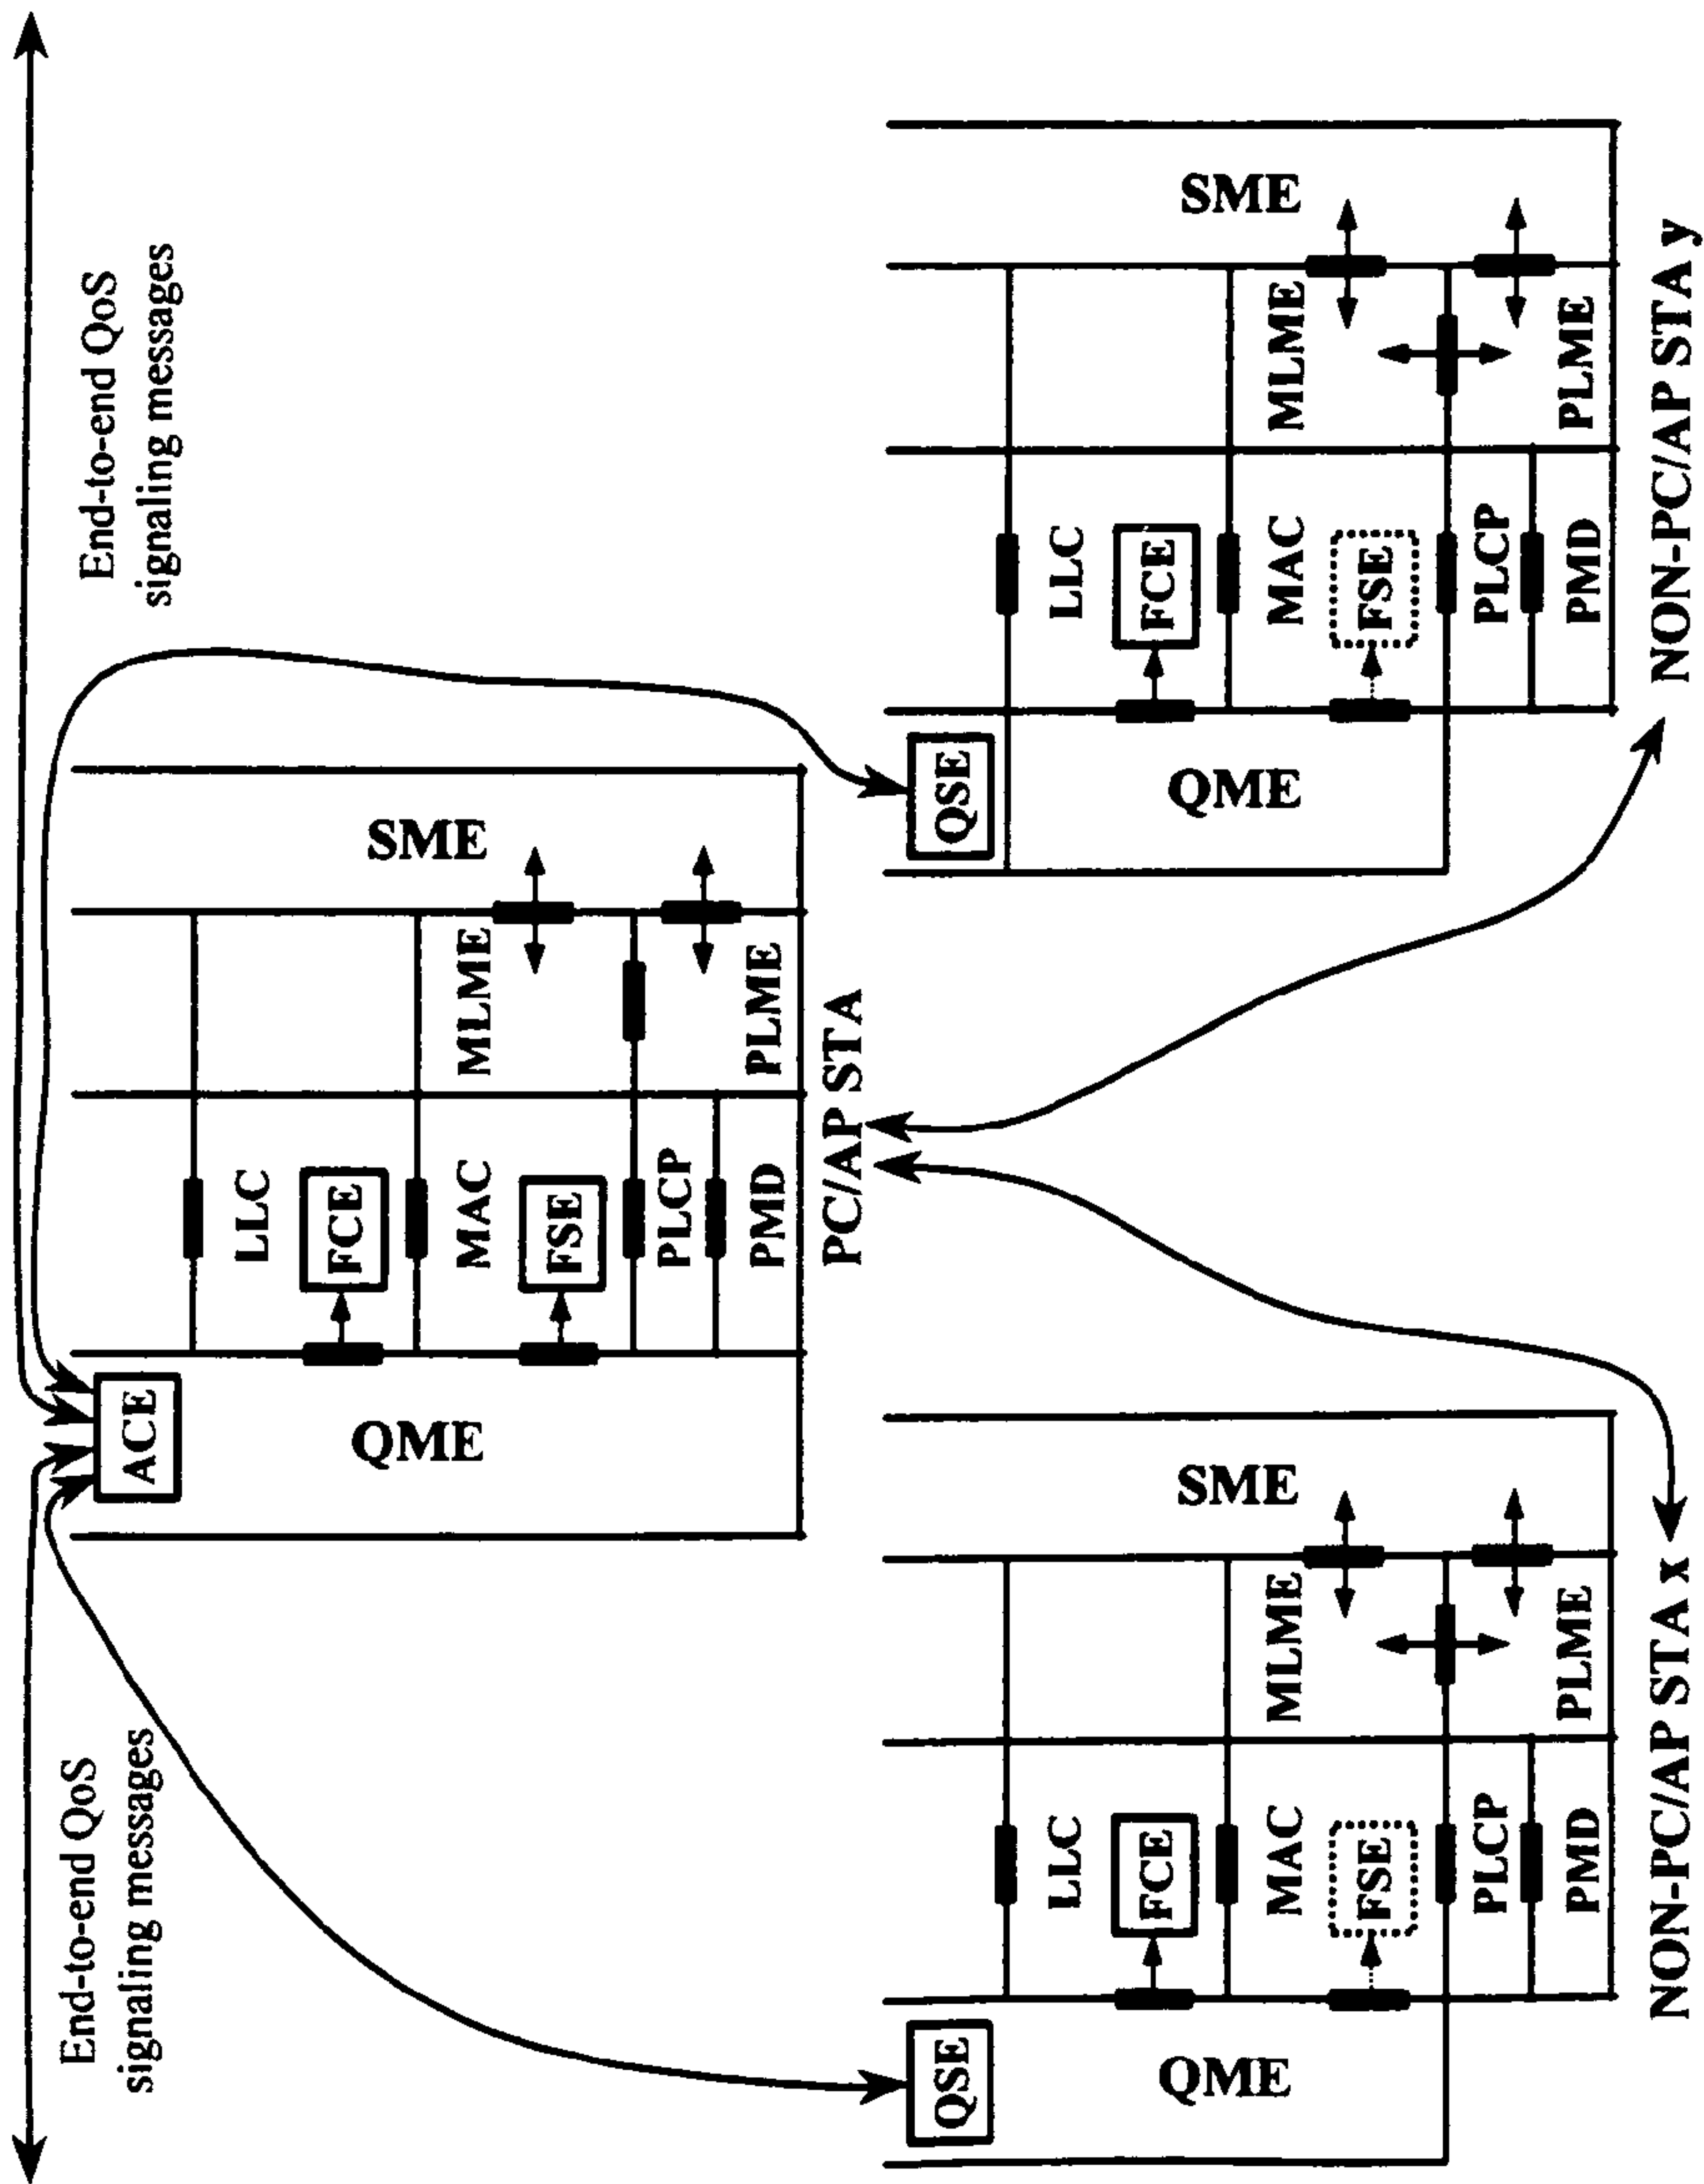 End-to-end QoS
signaling messages
End-to-end QoS
signaling messages
ACE
QME
LLC
FCE
MAC
FSE
PLCP
PMD
MLME
PLME
SME
PC/AP STA
QSE
QME
LLC
FCE
MAC
FSE
PLCP
PMD
MLME
PLME
SME
NON-PC/AP STA x
QSE
QME
LLC
FCE
MAC
FSE
PLCP
PMD
MLME
PLME
SME
NON-PC/AP STA y